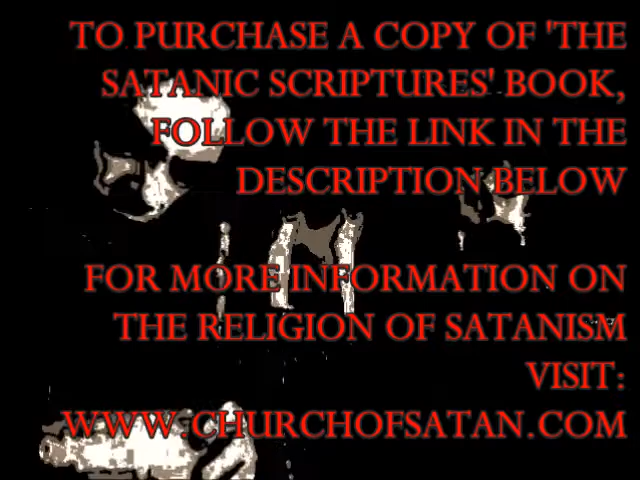 TO PURCHASE A COPY OF 'THE
SATANIC SCRIPTURES' BOOK,
FOLLOW THE LINK IN THE
DESCRIPTION BELOW
FOR MORE INFORMATION ON
THE RELIGION OF SATANISM
VISIT:
WWW.CHURCHOFSATAN.COM